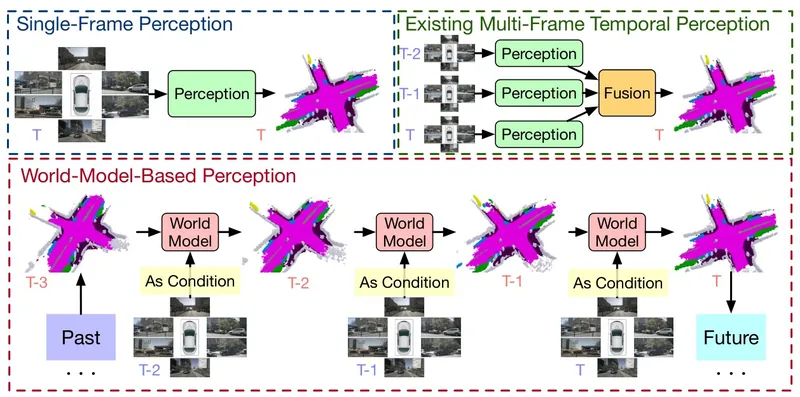 Single-Frame Perception
T
Perception
T
Existing Multi-Frame Temporal Perception
T-2
Perception
T-1
Perception
Fusion
T
Perception
T
World-Model-Based Perception
T-3
World
Model
T-2
World
Model
T-1
World
Model
T
As Condition
As Condition
As Condition
Past
. . .
T-2
T-1
T
Future
. . .